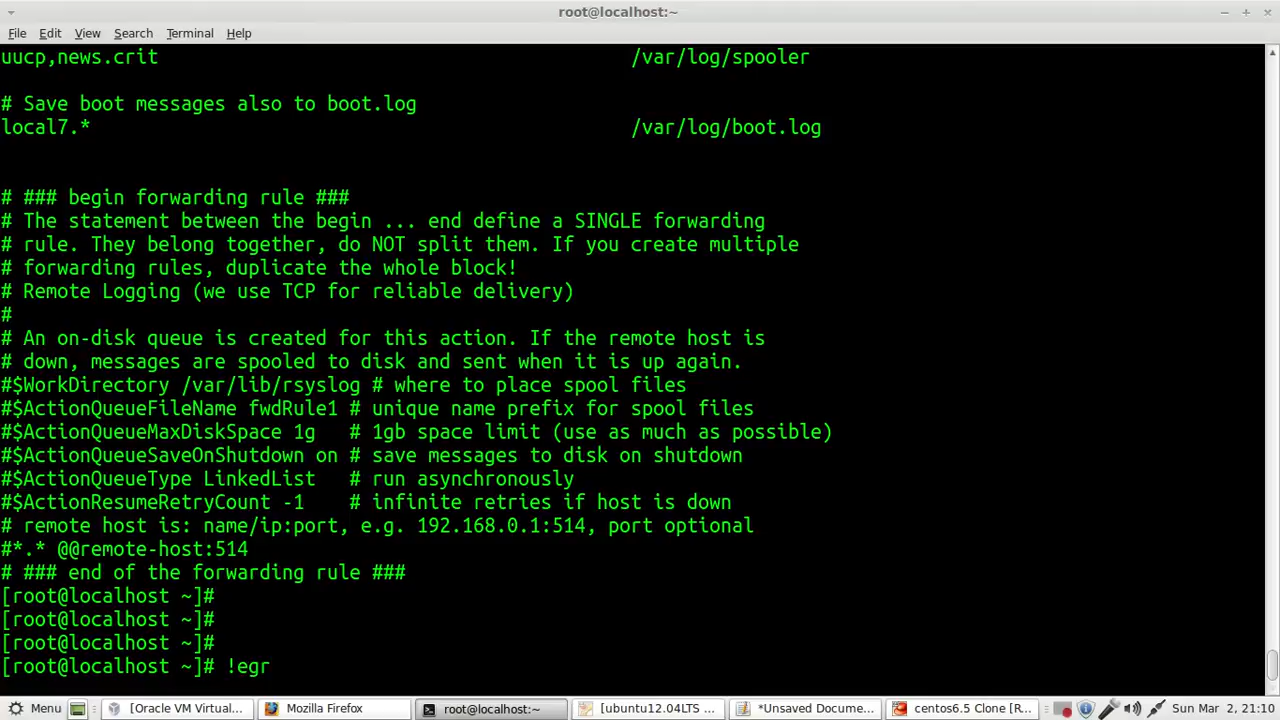 root@localhost:~
File Edit View Search Terminal Help
uucp,news.crit /var/log/spooler
# Save boot messages also to boot.log
local7.* /var/log/boot.log
# ### begin forwarding rule ###
# The statement between the begin ... end define a SINGLE forwarding
# rule. They belong together, do NOT split them. If you create multiple
# forwarding rules, duplicate the whole block!
# Remote Logging (we use TCP for reliable delivery)
#
# An on-disk queue is created for this action. If the remote host is
# down, messages are spooled to disk and sent when it is up again.
#$WorkDirectory /var/lib/rsyslog # where to place spool files
#$ActionQueueFileName fwdRule1 # unique name prefix for spool files
#$ActionQueueMaxDiskSpace 1g # 1gb space limit (use as much as possible)
#$ActionQueueSaveOnShutdown on # save messages to disk on shutdown
#$ActionQueueType LinkedList # run asynchronously
#$ActionResumeRetryCount -1 # infinite retries if host is down
# remote host is: name/ip:port, e.g. 192.168.0.1:514, port optional
#*.* @@remote-host:514
# ### end of the forwarding rule ###
[root@localhost ~]#
[root@localhost ~]#
[root@localhost ~]#
[root@localhost ~]# !egr
Menu [Oracle VM Virtual... Mozilla Firefox root@localhost:~ [ubuntu12.04LTS ... *Unsaved Docume... centos6.5 Clone [R... Sun Mar 2, 21:10